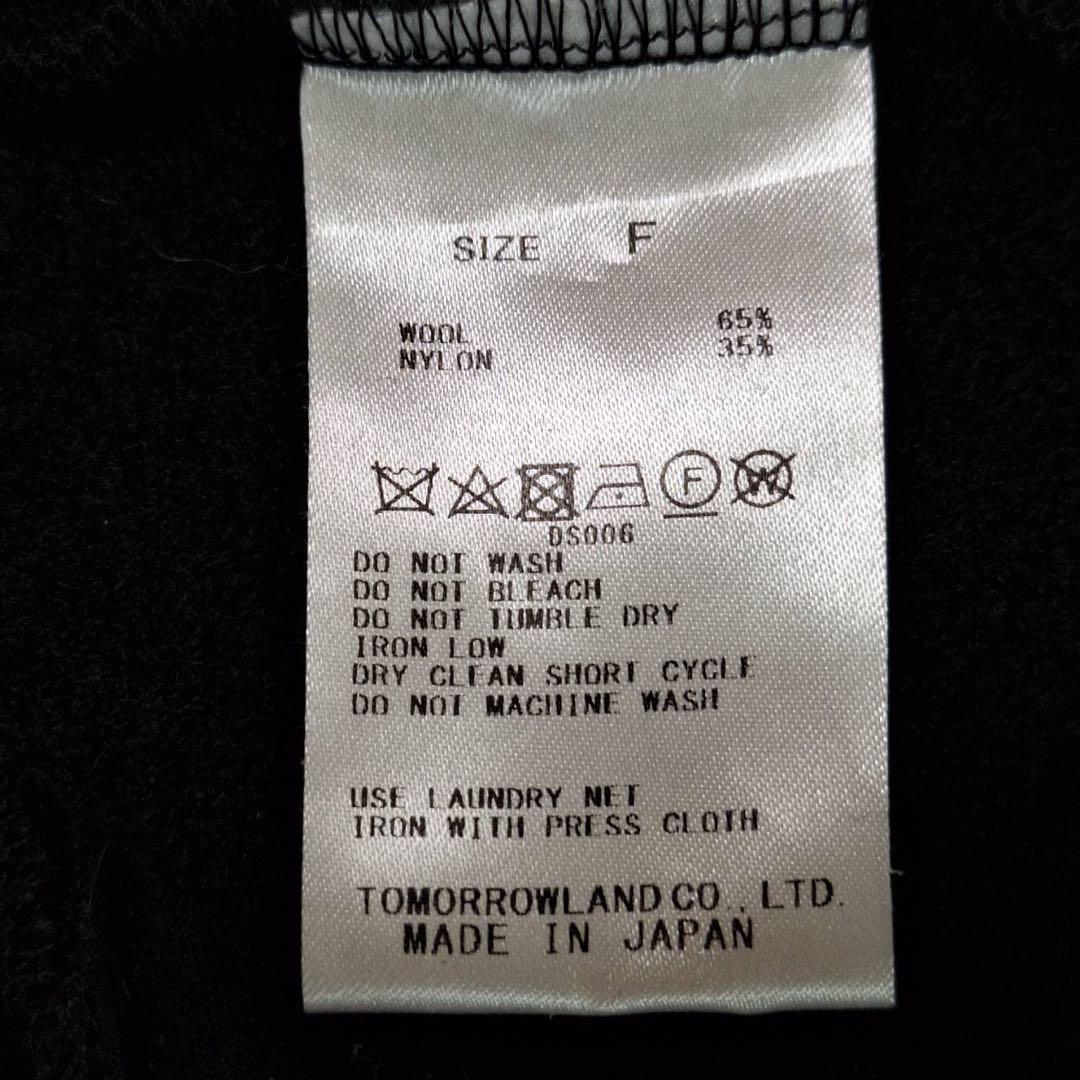 SIZE F
WOOL 65%
NYLON 35%
F W
DS006
DO NOT WASH
DO NOT BLEACH
DO NOT TUMBLE DRY
IRON LOW
DRY CLEAN SHORT CYCLE
DO NOT MACHINE WASH
USE LAUNDRY NET
IRON WITH PRESS CLOTH
TOMORROWLAND CO., LTD.
MADE IN JAPAN